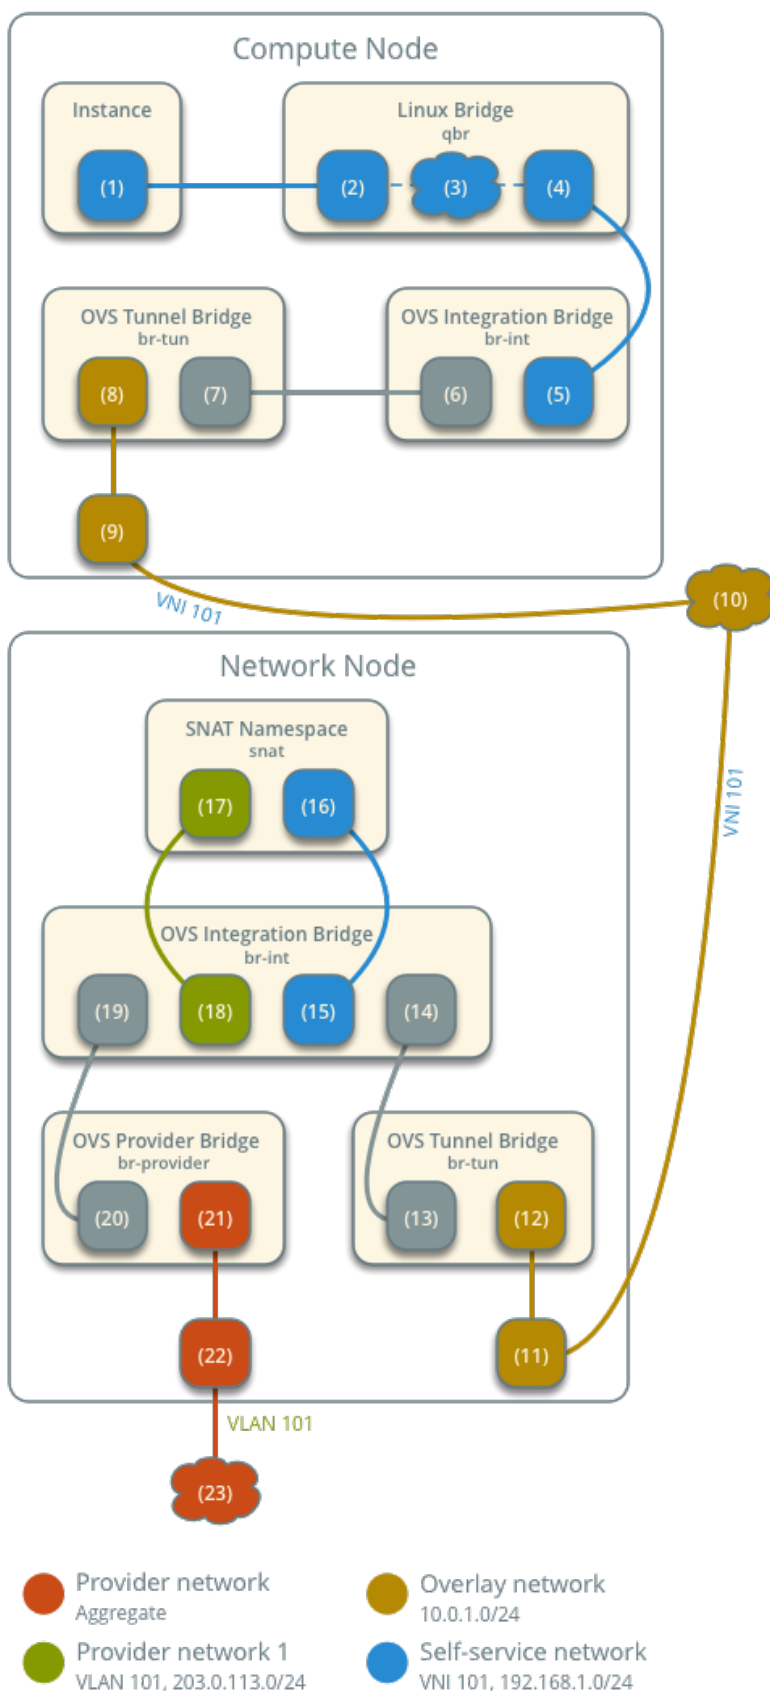 Compute Node
Instance
Linux Bridge
qbr
(1)
(2)
(3)
(4)
OVS Tunnel Bridge
br-tun
OVS Integration Bridge
br-int
(8)
(7)
(6)
(5)
(9)
VNI 101
(10)
Network Node
SNAT Namespace
snat
(17)
(16)
VNI 101
OVS Integration Bridge
br-int
(19)
(18)
(15)
(14)
OVS Provider Bridge
br-provider
OVS Tunnel Bridge
br-tun
(20)
(21)
(13)
(12)
(22)
(11)
VLAN 101
(23)
Provider network
Aggregate
Overlay network
10.0.1.0/24
Provider network 1
VLAN 101, 203.0.113.0/24
Self-service network
VNI 101, 192.168.1.0/24